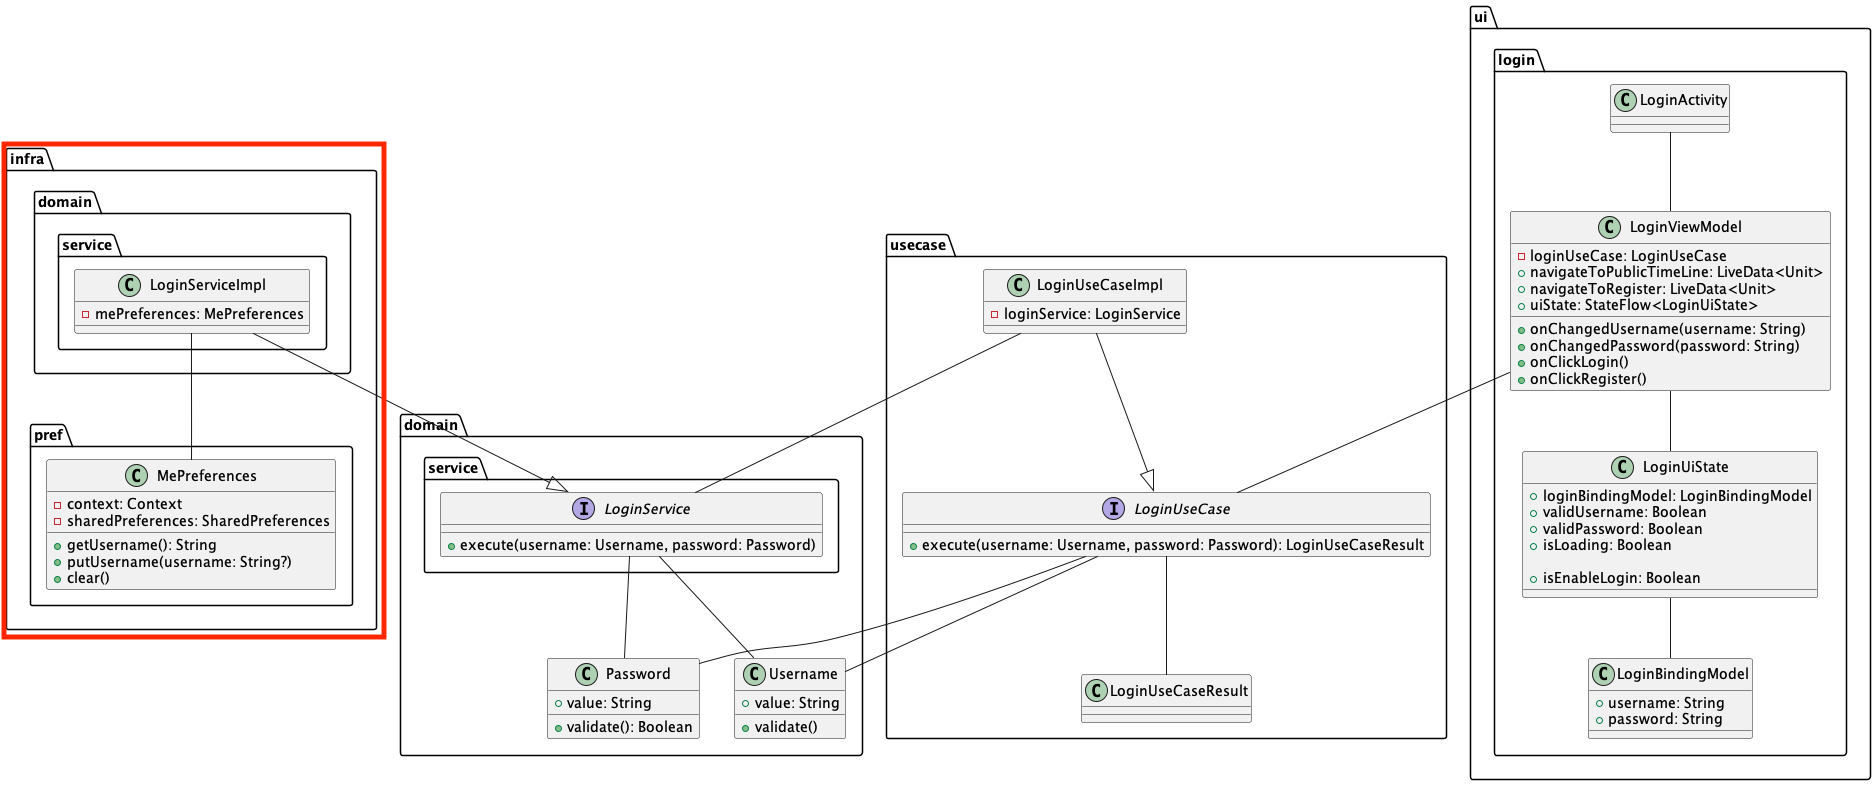 infra
domain
service
C LoginServiceImpl
mePreferences: MePreferences
pref
C MePreferences
context: Context
sharedPreferences: SharedPreferences
getUsername(): String
putUsername(username: String?)
clear()
domain
service
I LoginService
execute(username: Username, password: Password)
C Password
value: String
validate(): Boolean
C Username
value: String
validate()
usecase
C LoginUseCaseImpl
loginService: LoginService
I LoginUseCase
execute(username: Username, password: Password): LoginUseCaseResult
C LoginUseCaseResult
ui
login
C LoginActivity
C LoginViewModel
loginUseCase: LoginUseCase
navigateToPublicTimeLine: LiveData<Unit>
navigateToRegister: LiveData<Unit>
uiState: StateFlow<LoginUiState>
onChangedUsername(username: String)
onChangedPassword(password: String)
onClickLogin()
onClickRegister()
C LoginUiState
loginBindingModel: LoginBindingModel
validUsername: Boolean
validPassword: Boolean
isLoading: Boolean
isEnableLogin: Boolean
C LoginBindingModel
username: String
password: String